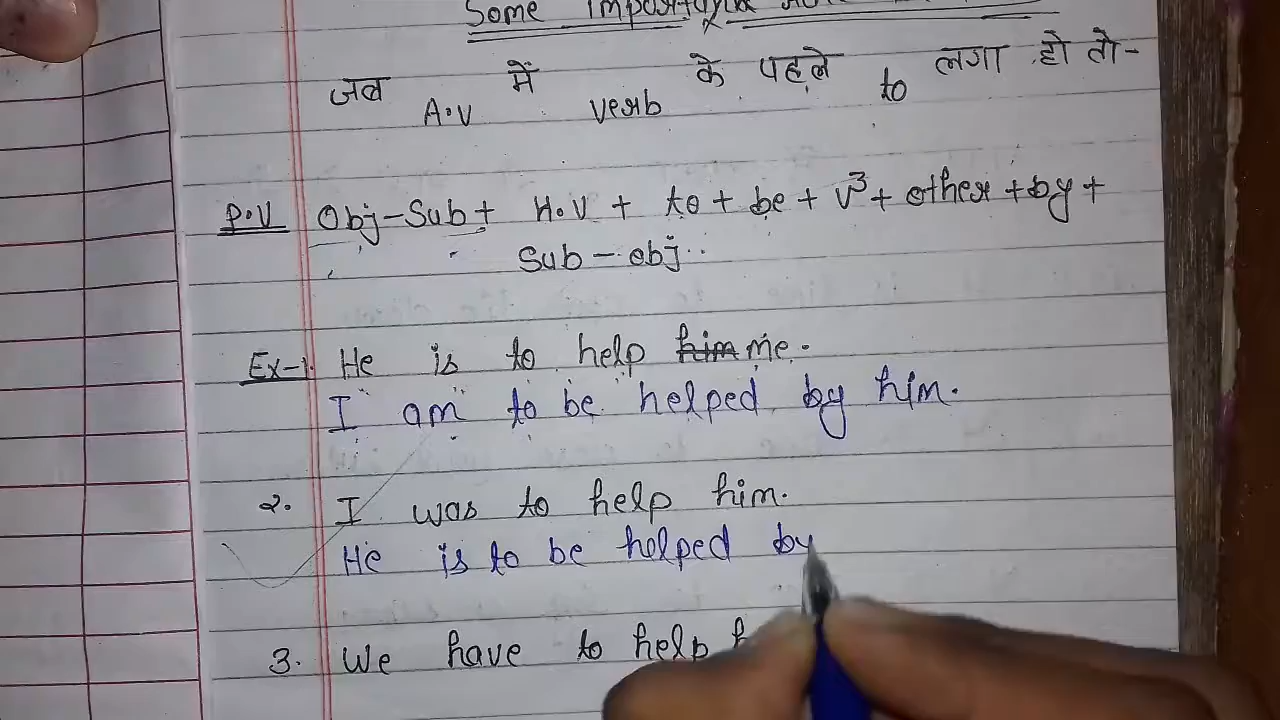 Some
जब A.V में verb के पहले to लगा हो तो-
P.V Obj-Sub + H.V + to + be + V³ + other + by +
Sub - obj.
Ex-1. He is to help him me.
I am to be helped by him.
2. I was to help him.
He is to be helped by
3. We have to help